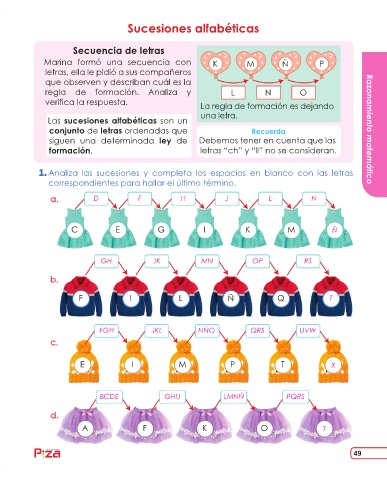 Sucesiones alfabéticas
Secuencia de letras
Marina formó una secuencia con
letras, ella le pidió a sus compañeros
que observen y describan cuál es la
regla de formación. Analiza y
verifica la respuesta.
K M Ñ P
L N O
La regla de formación es dejando
una letra.
Las sucesiones alfabéticas son un
conjunto de letras ordenadas que
siguen una determinada ley de
formación.
Recuerda
Debemos tener en cuenta que las
letras “ch” y “ll” no se consideran.
Razonamiento matemático
1. Analiza las sucesiones y completa los espacios en blanco con las letras
correspondientes para hallar el último término.
a.
D F H J L N
C E G I K M Ñ
b.
GH JK MN OP RS
F I L Ñ Q T
c.
FGH JKL NÑO QRS UVW
E I M P T X
d.
BCDE GHIJ LMNÑ PQRS
A F K O T
Pizza
49